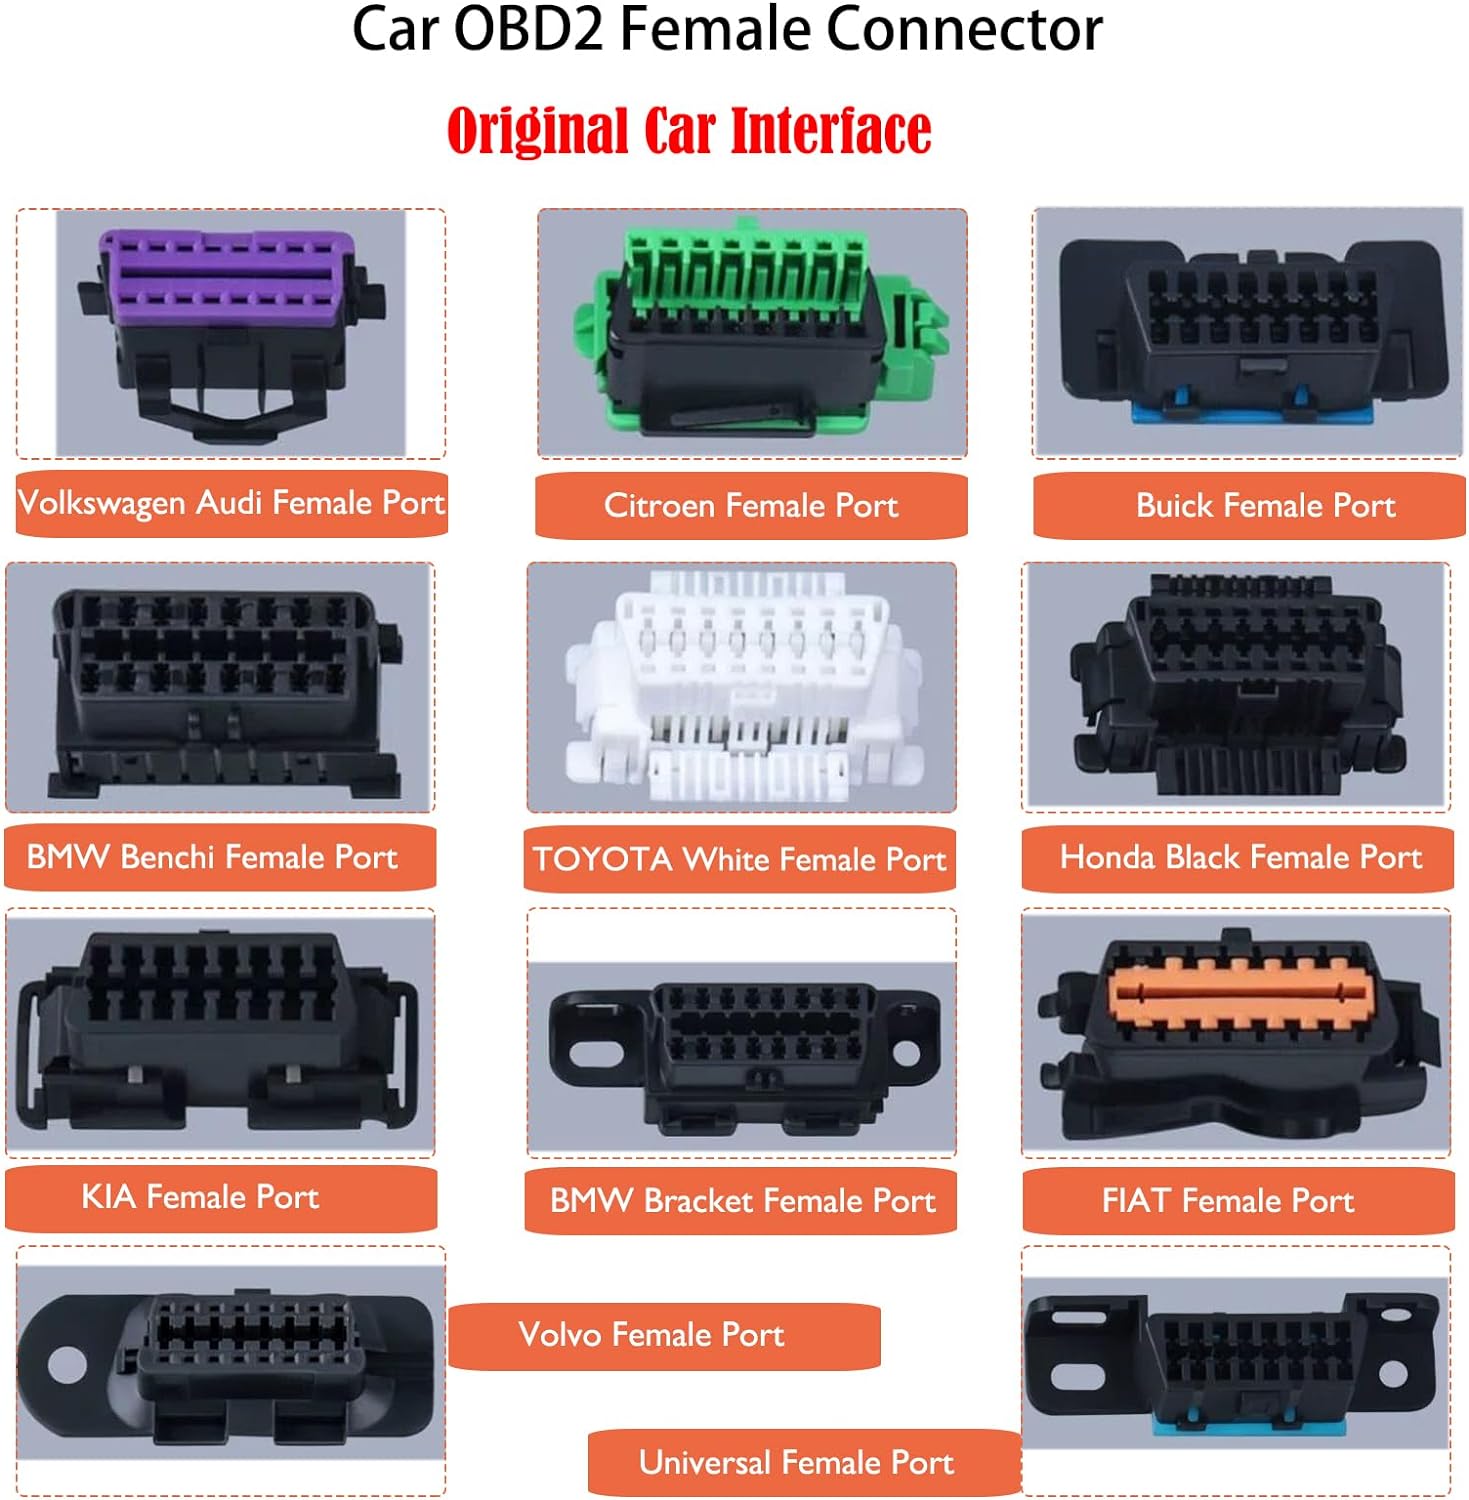 Car OBD2 Female Connector
Original Car Interface
Volkswagen Audi Female Port
Citroen Female Port
Buick Female Port
BMW Benchi Female Port
TOYOTA White Female Port
Honda Black Female Port
KIA Female Port
BMW Bracket Female Port
FIAT Female Port
Volvo Female Port
Universal Female Port